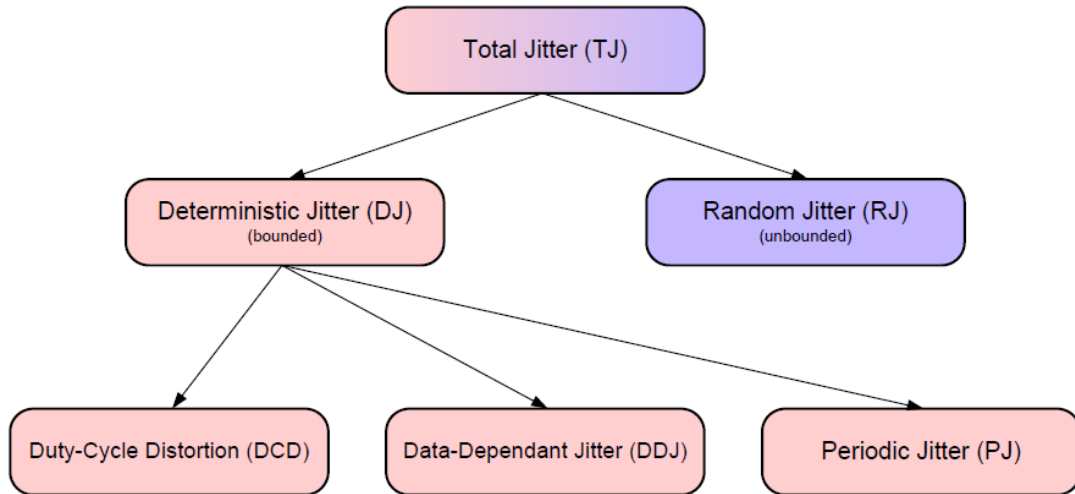 Total Jitter (TJ)
Deterministic Jitter (DJ)
(bounded)
Random Jitter (RJ)
(unbounded)
Duty-Cycle Distortion (DCD)
Data-Dependant Jitter (DDJ)
Periodic Jitter (PJ)